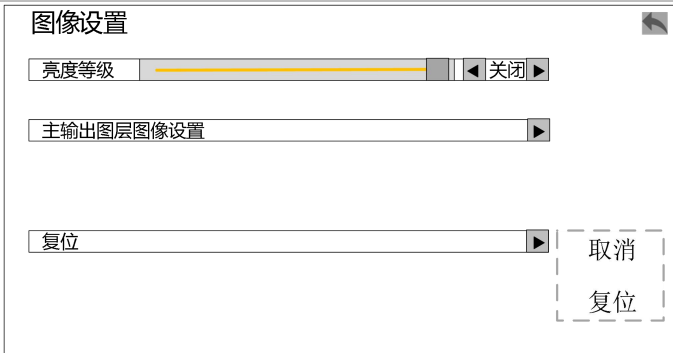 图像设置
亮度等级 关闭
主输出图层图像设置
复位
取消
复位